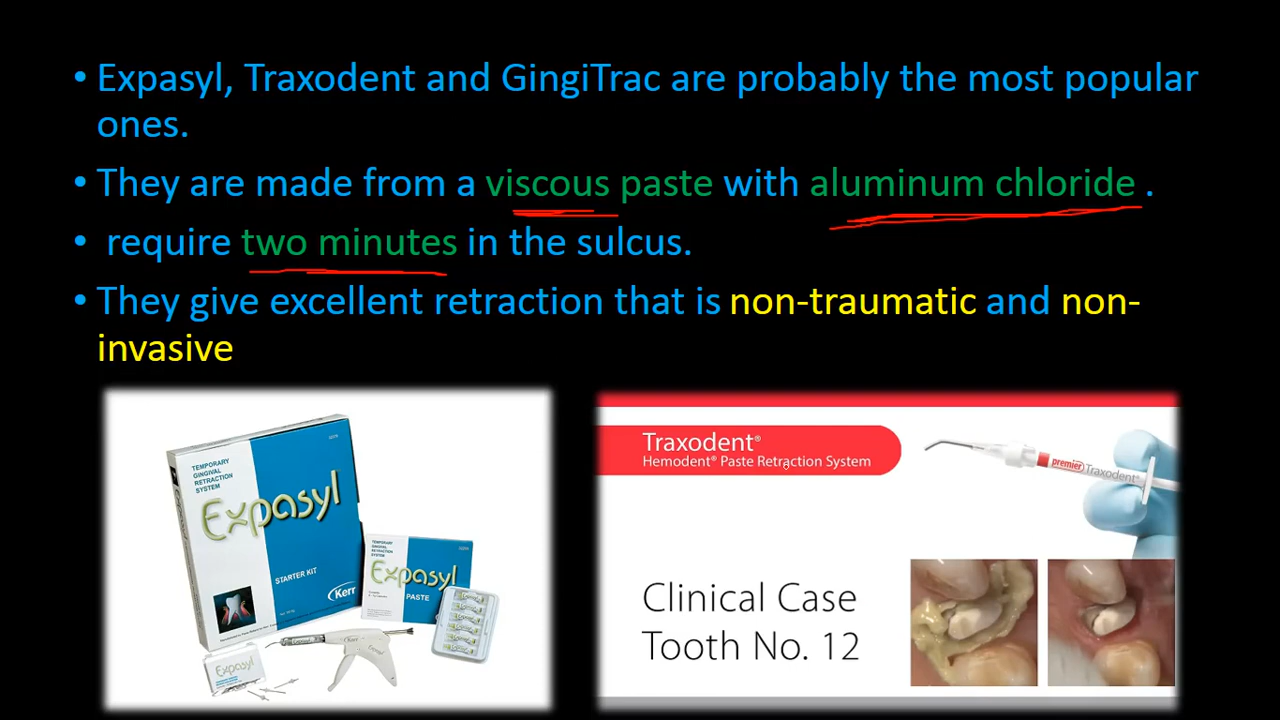 • Expasyl, Traxodent and GingiTrac are probably the most popular
ones.
• They are made from a viscous paste with aluminum chloride .
• require two minutes in the sulcus.
• They give excellent retraction that is non-traumatic and non-
invasive
TEMPORARY
GINGIVAL
RETRACTION
SYSTEM
Expasyl
STARTER KIT
Kerr
TEMPORARY
GINGIVAL
RETRACTION
SYSTEM
Expasyl
PASTE
Expasyl
Kerr
Traxodent®
Hemodent® Paste Retraction System
premier Traxodent
Clinical Case
Tooth No. 12